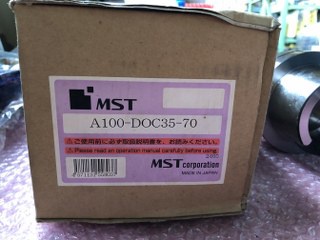 MST
A100-DOC35-70
⚠ご使用前に必ず取扱説明書を、お読みください。
⚠ Please read an operation manual carefully before using.
MST corporation
MADE IN JAPAN